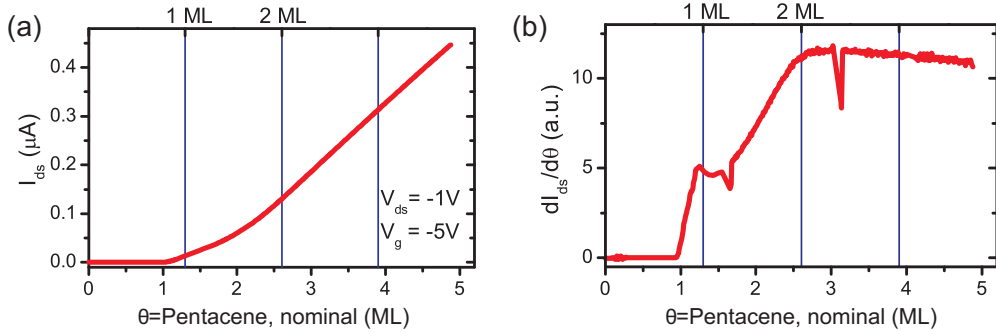 (a)
1 ML 2 ML
0.4
0.3
0.2
0.1
0.0
I_ds (μA)
V_ds= -1V
V_g= -5V
0 1 2 3 4 5
θ=Pentacene, nominal (ML)
(b)
1 ML 2 ML
10
5
0
dI_ds/dθ (a.u.)
0 1 2 3 4 5
θ=Pentacene, nominal (ML)